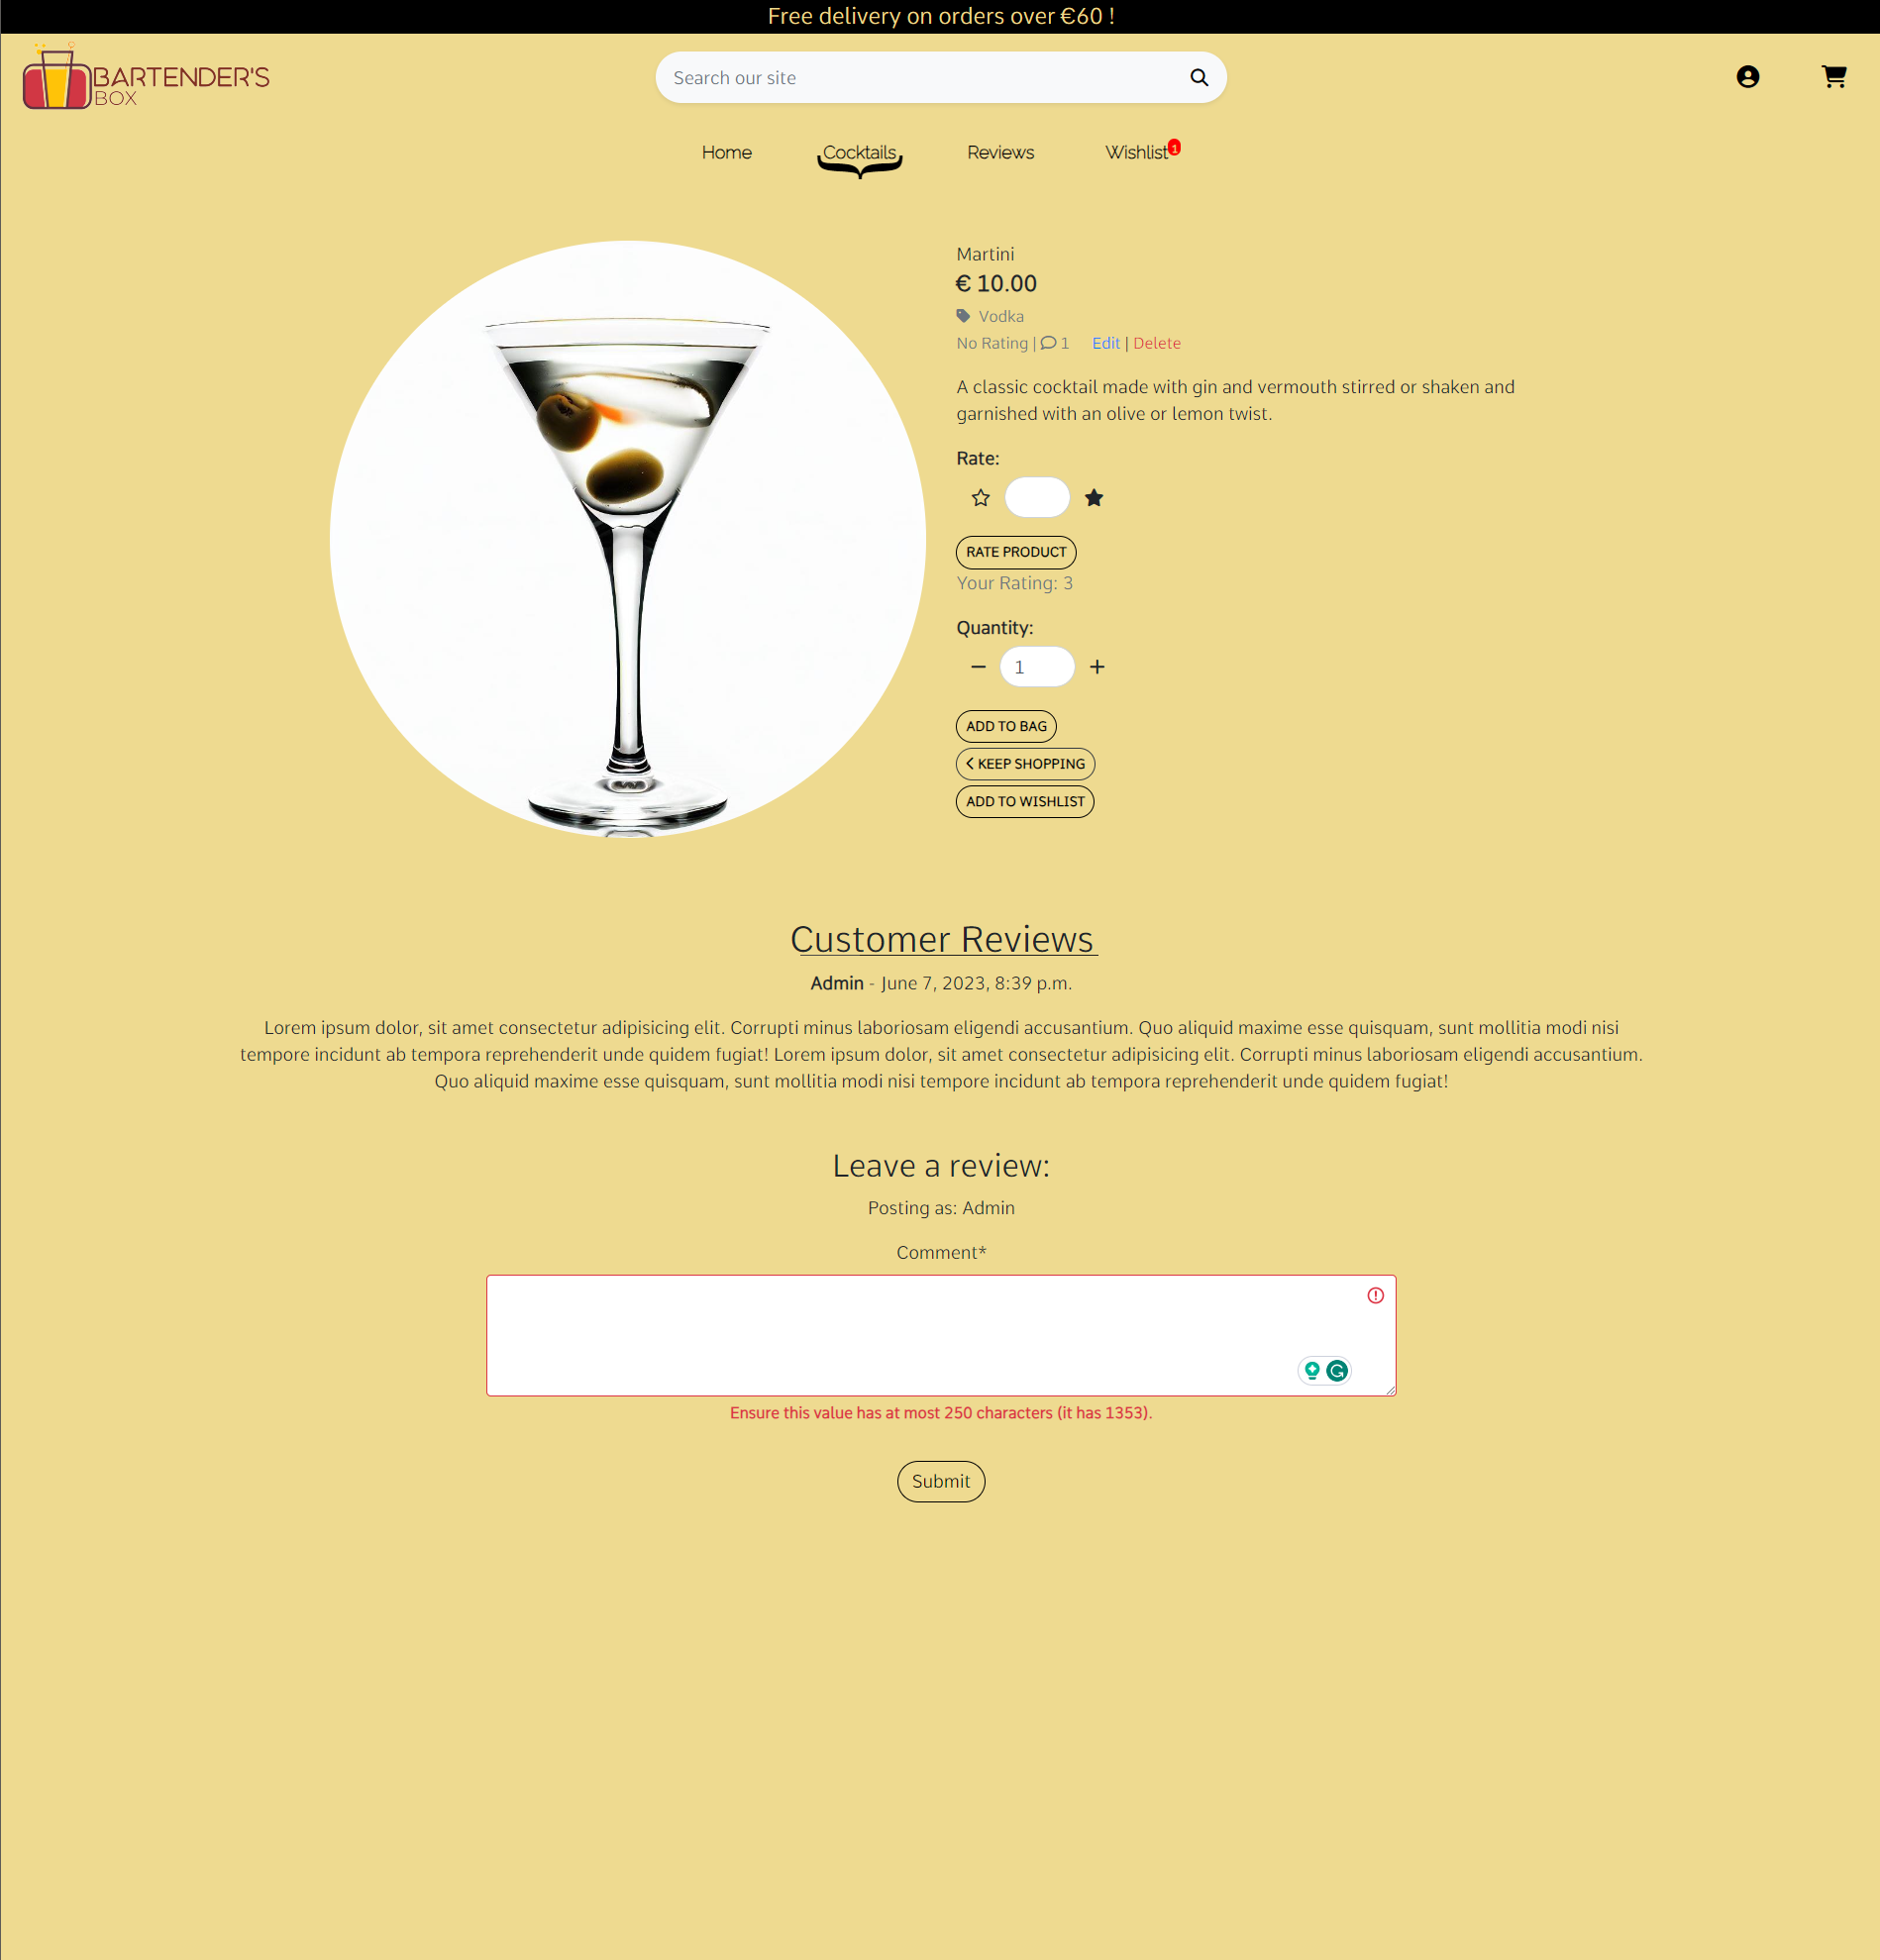 Free delivery on orders over €60 !
BARTENDER'S
BOX
Search our site
Home Cocktails Reviews Wishlist 1
Martini
€ 10.00
Vodka
No Rating | 1 Edit | Delete
A classic cocktail made with gin and vermouth stirred or shaken and
garnished with an olive or lemon twist.
Rate:
RATE PRODUCT
Your Rating: 3
Quantity:
1
ADD TO BAG
KEEP SHOPPING
ADD TO WISHLIST
Customer Reviews
Admin - June 7, 2023, 8:39 p.m.
Lorem ipsum dolor, sit amet consectetur adipisicing elit. Corrupti minus laboriosam eligendi accusantium. Quo aliquid maxime esse quisquam, sunt mollitia modi nisi
tempore incidunt ab tempora reprehenderit unde quidem fugiat! Lorem ipsum dolor, sit amet consectetur adipisicing elit. Corrupti minus laboriosam eligendi accusantium.
Quo aliquid maxime esse quisquam, sunt mollitia modi nisi tempore incidunt ab tempora reprehenderit unde quidem fugiat!
Leave a review:
Posting as: Admin
Comment*
Ensure this value has at most 250 characters (it has 1353).
Submit